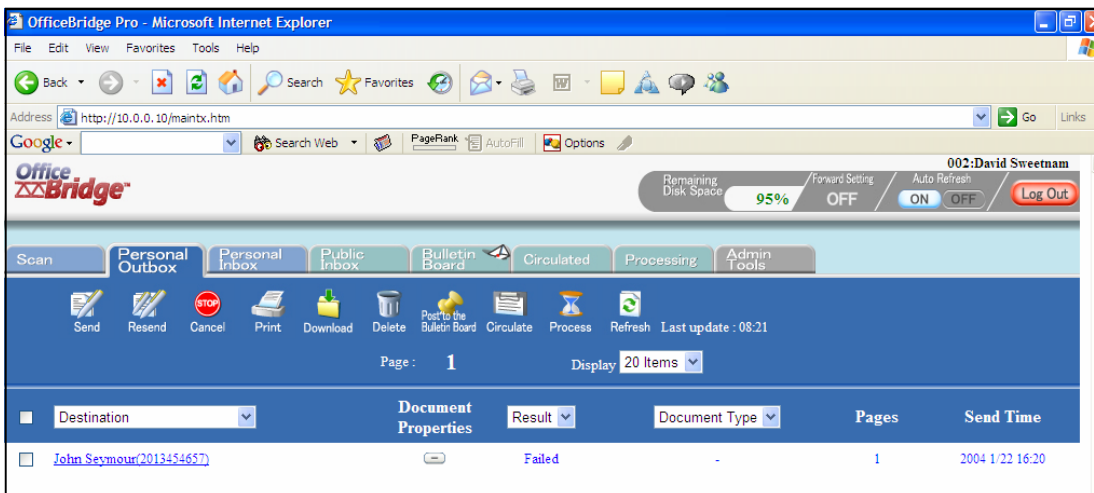 OfficeBridge Pro - Microsoft Internet Explorer
File Edit View Favorites Tools Help
Back Search Favorites
Address http://10.0.0.10/maintx.htm Go Links
Google Search Web PageRank AutoFill Options
Office Bridge™
002:David Sweetnam
Remaining Disk Space 95% Forward Setting OFF Auto Refresh ON OFF Log Out
Scan Personal Outbox Personal Inbox Public Inbox Bulletin Board Circulated Processing Admin Tools
Send Resend STOP Cancel Print Download Delete Post to the Bulletin Board Circulate Process Refresh Last update : 08:21
Page : 1 Display 20 Items
Destination Document Properties Result Document Type Pages Send Time
John Seymour(2013454657) Failed - 1 2004 1/22 16:20